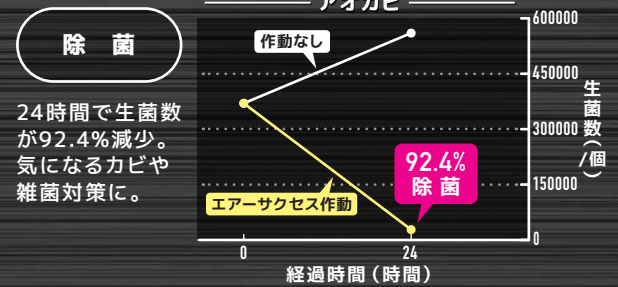 アオカビ
除 菌
24時間で生菌数
が92.4%減少。
気になるカビや
雑菌対策に。
作動なし
エアーサクセス作動
92.4%
除 菌
600000
450000
300000
150000
0
生菌数(/個)
0
24
経過時間(時間)